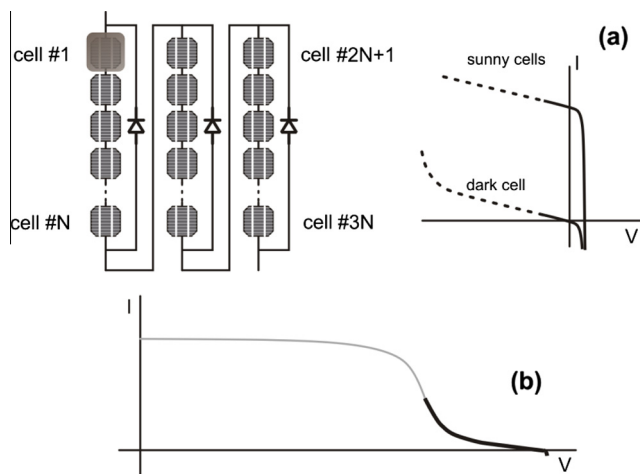 (a)
cell #1
cell #2N+1
sunny cells
I
dark cell
cell #N
cell #3N
V
I
(b)
V